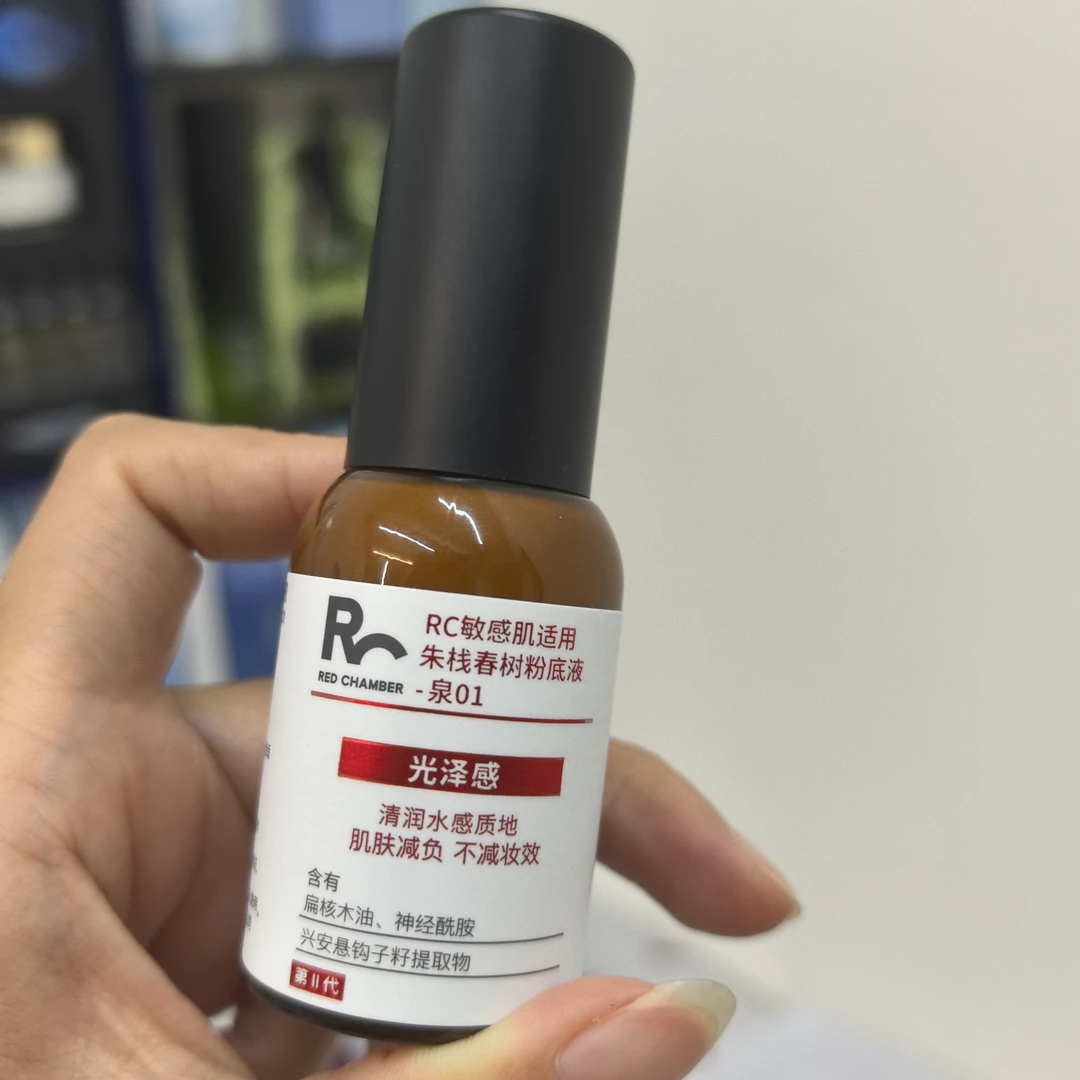 Rc
RED CHAMBER
RC敏感肌适用
朱栈春树粉底液
-泉01
光泽感
清润水感质地
肌肤减负 不减妆效
含有
扁核木油、神经酰胺
兴安悬钩子籽提取物
第II代